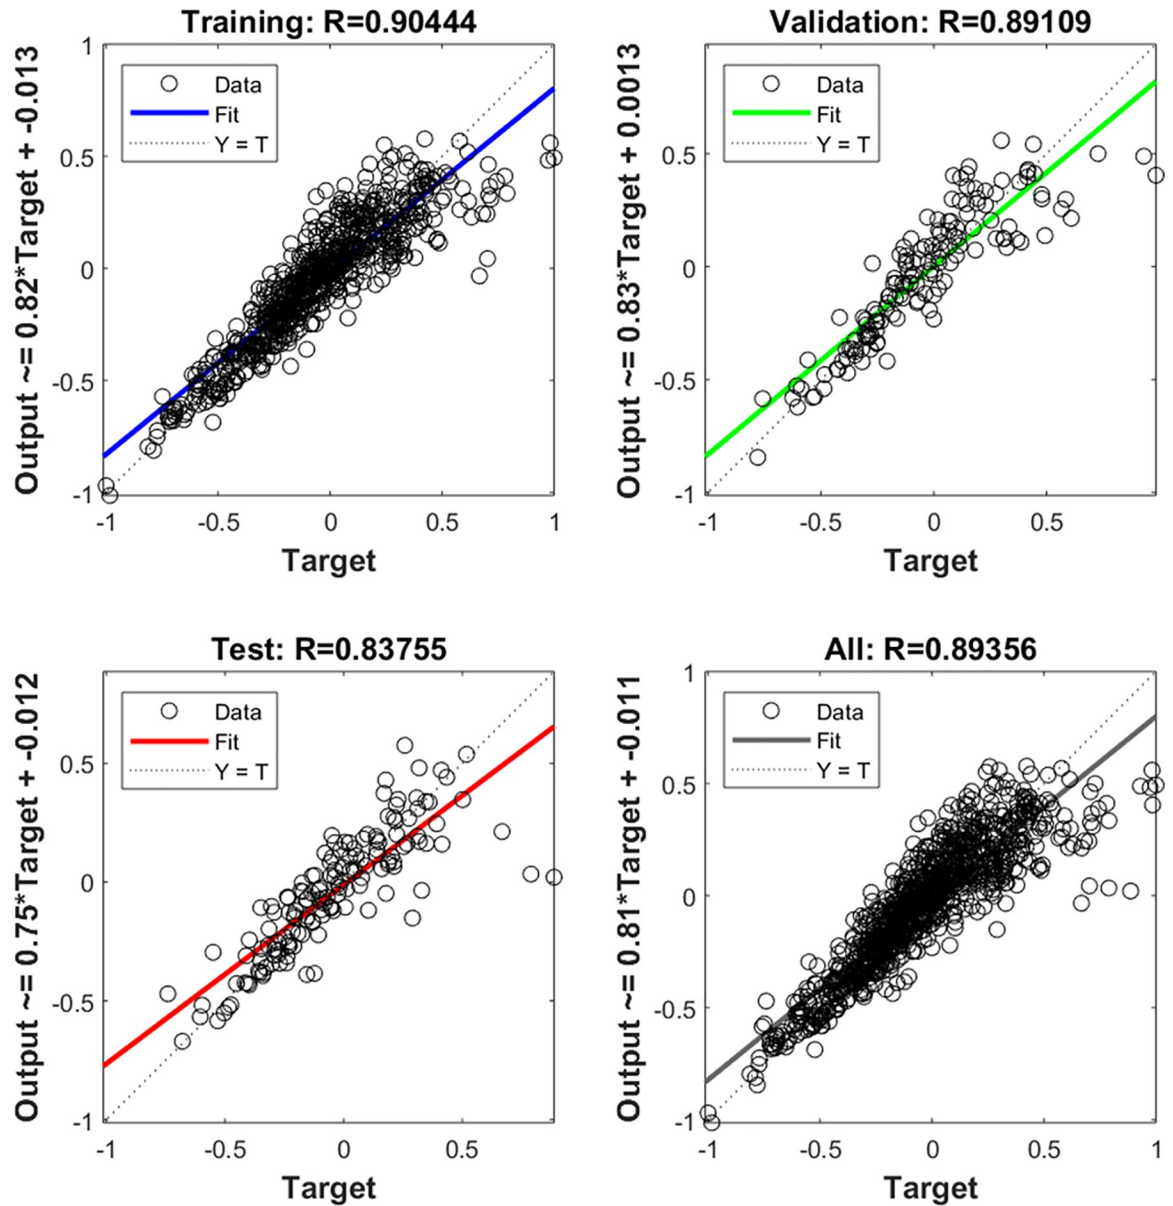 Training: R=0.90444
Output ~= 0.82*Target + -0.013
Data
Fit
Y = T
1
0.5
0
-0.5
-1
-1 -0.5 0 0.5 1
Target
Validation: R=0.89109
Output ~= 0.83*Target + 0.0013
Data
Fit
Y = T
1
0.5
0
-0.5
-1
-1 -0.5 0 0.5
Target
Test: R=0.83755
Output ~= 0.75*Target + -0.012
Data
Fit
Y = T
0.5
0
-0.5
-1
-1 -0.5 0 0.5
Target
All: R=0.89356
Output ~= 0.81*Target + -0.011
Data
Fit
Y = T
1
0.5
0
-0.5
-1
-1 -0.5 0 0.5 1
Target